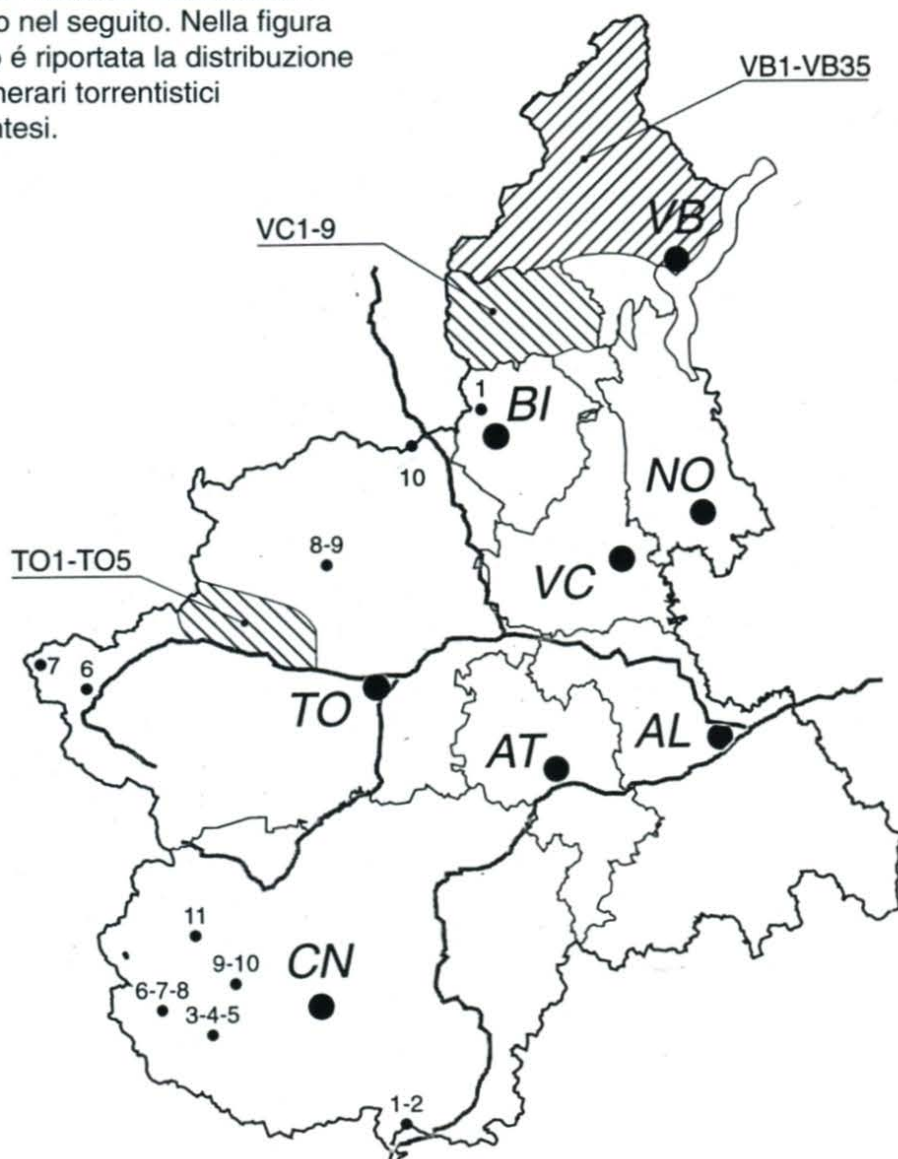 o nel seguito. Nella figura
o é riportata la distribuzione
nerari torrentistici
ntesi.
VB1-VB35
VB
VC1-9
1
BI
10
NO
8-9
TO1-TO5
VC
7
6
TO
AT
AL
11
9-10
CN
6-7-8
3-4-5
1-2